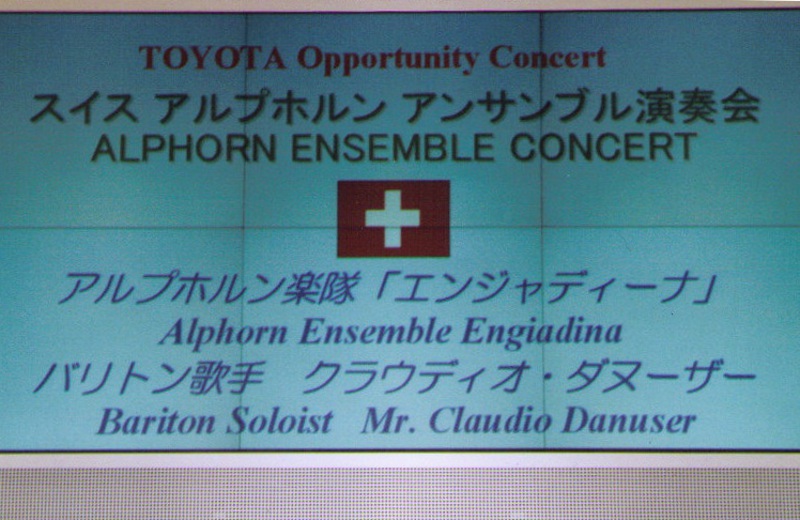 TOYOTA Opportunity Concert
スイス アルプホルン アンサンブル演奏会
ALPHORN ENSEMBLE CONCERT
アルプホルン楽隊「エンジャディーナ」
Alphorn Ensemble Engiadina
バリトン歌手　クラウディオ・ダヌーザー
Bariton Soloist Mr. Claudio Danuser